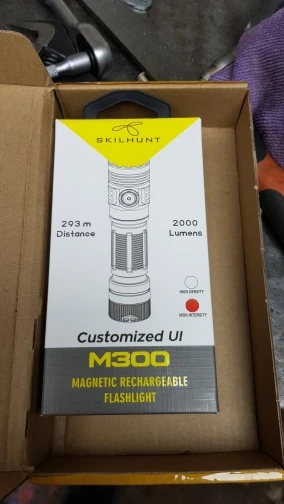 SKILHUNT
293 m
Distance
2000
Lumens
HIGH DENSITY
HIGH INTENSITY
Customized UI
M300
MAGNETIC RECHARGEABLE
FLASHLIGHT